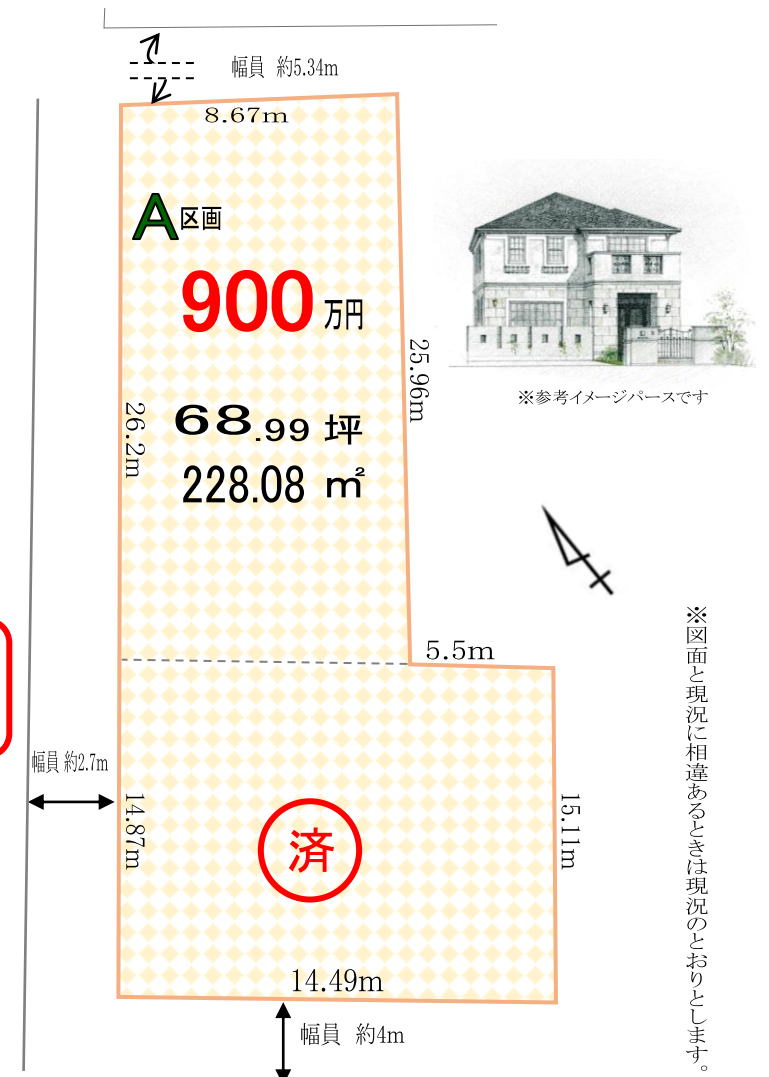 幅員 約5.34m
8.67m
A区画
900万円
68.99 坪
228.08 ㎡
26.2m
25.96m
※参考イメージパースです
5.5m
幅員 約2.7m
14.87m
済
15.11m
14.49m
幅員 約4m
※図面と現況に相違あるときは現況のとおりとします。